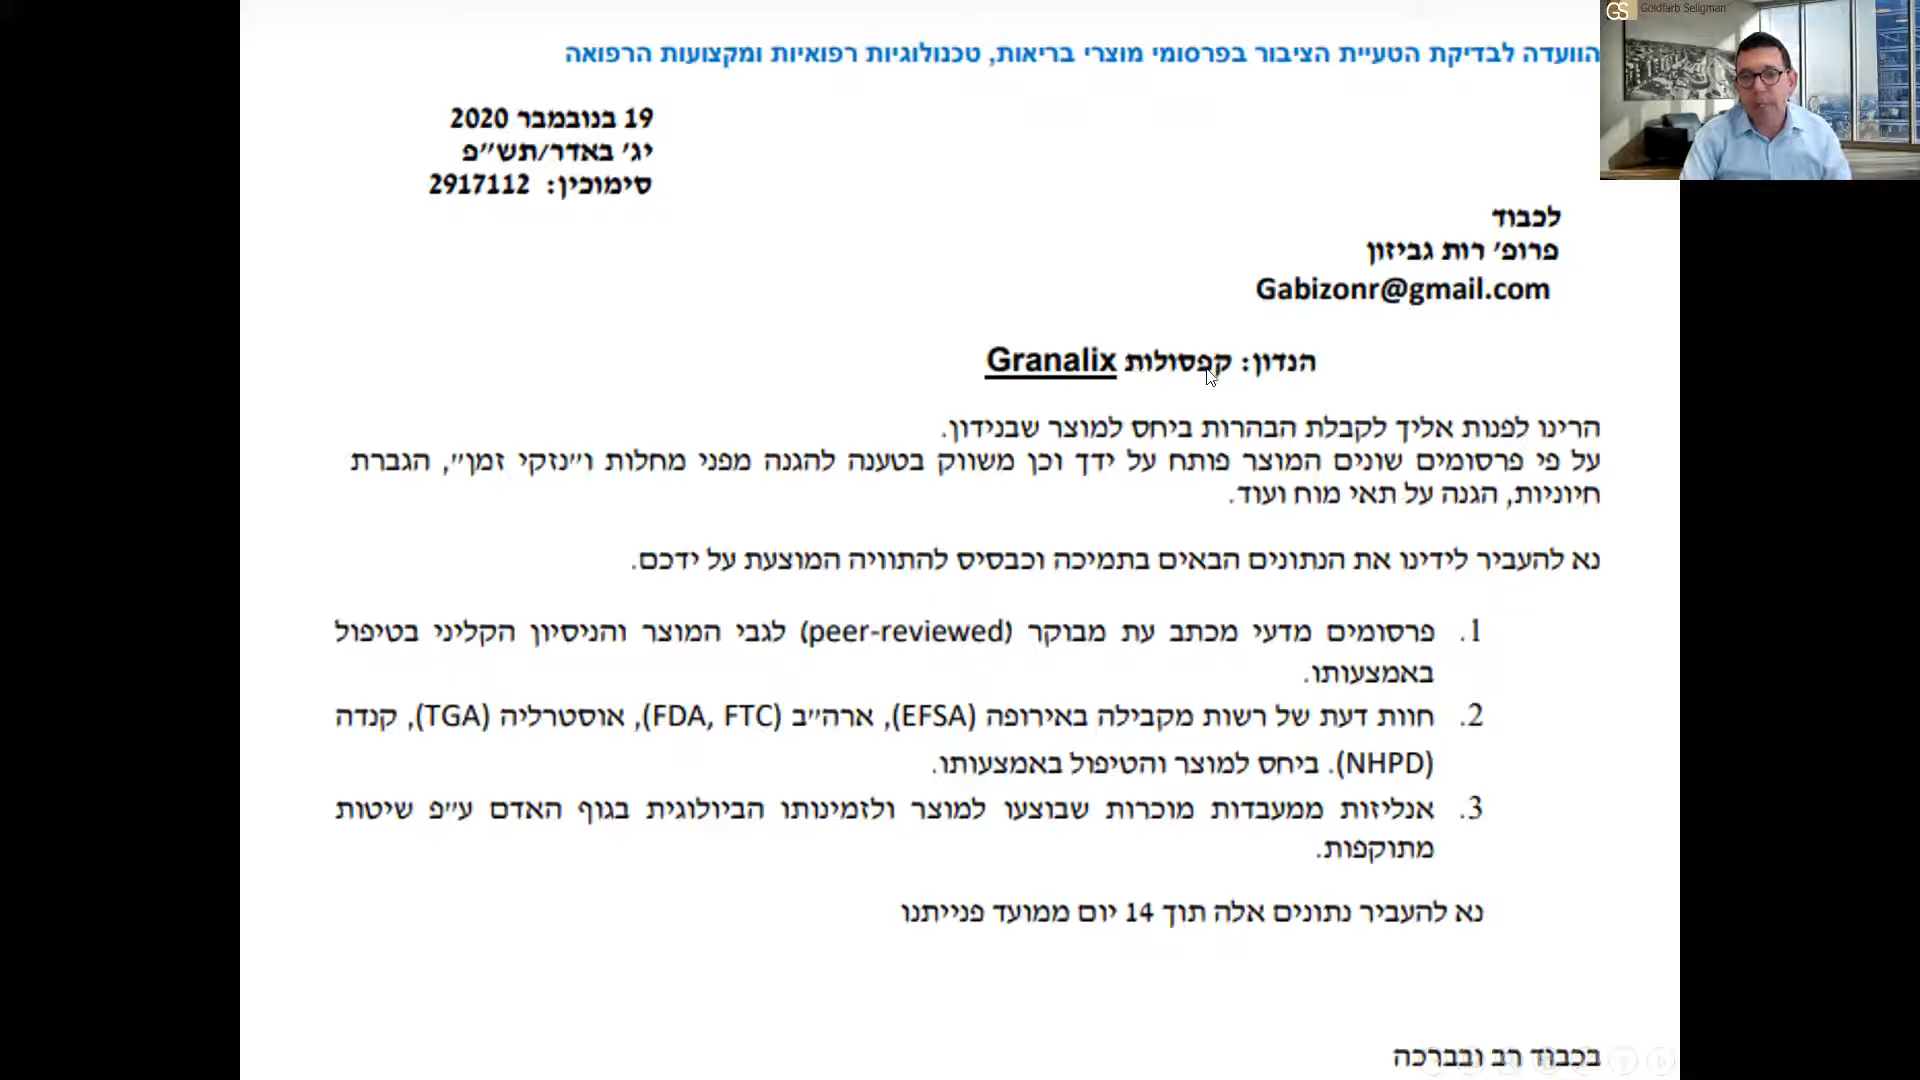 GS Goldfarb Seligman
הוועדה לבדיקת הטעיית הציבור בפרסומי מוצרי בריאות, טכנולוגיות רפואיות ומקצועות הרפואה
19 בנובמבר 2020
יג' באדר/תש״פ
סימוכין: 2917112
לכבוד
פרופ' רות גביזון
Gabizonr@gmail.com
הנדון: קפסולות Granalix
הרינו לפנות אליך לקבלת הבהרות ביחס למוצר שבנידון.
על פי פרסומים שונים המוצר פותח על ידך וכן משווק בטענה להגנה מפני מחלות ו״נזקי זמן״, הגברת
חיוניות, הגנה על תאי מוח ועוד.
נא להעביר לידינו את הנתונים הבאים בתמיכה וכבסיס להתוויה המוצעת על ידכם.
1. פרסומים מדעי מכתב עת מבוקר (peer-reviewed) לגבי המוצר והניסיון הקליני בטיפול
באמצעותו.
2. חוות דעת של רשות מקבילה באירופה (EFSA), ארה״ב (FDA, FTC), אוסטרליה (TGA), קנדה
(NHPD). ביחס למוצר והטיפול באמצעותו.
3. אנליזות ממעבדות מוכרות שבוצעו למוצר ולזמינותו הביולוגית בגוף האדם ע״פ שיטות
מתוקפות.
נא להעביר נתונים אלה תוך 14 יום ממועד פנייתנו
בכבוד רב ובברכה